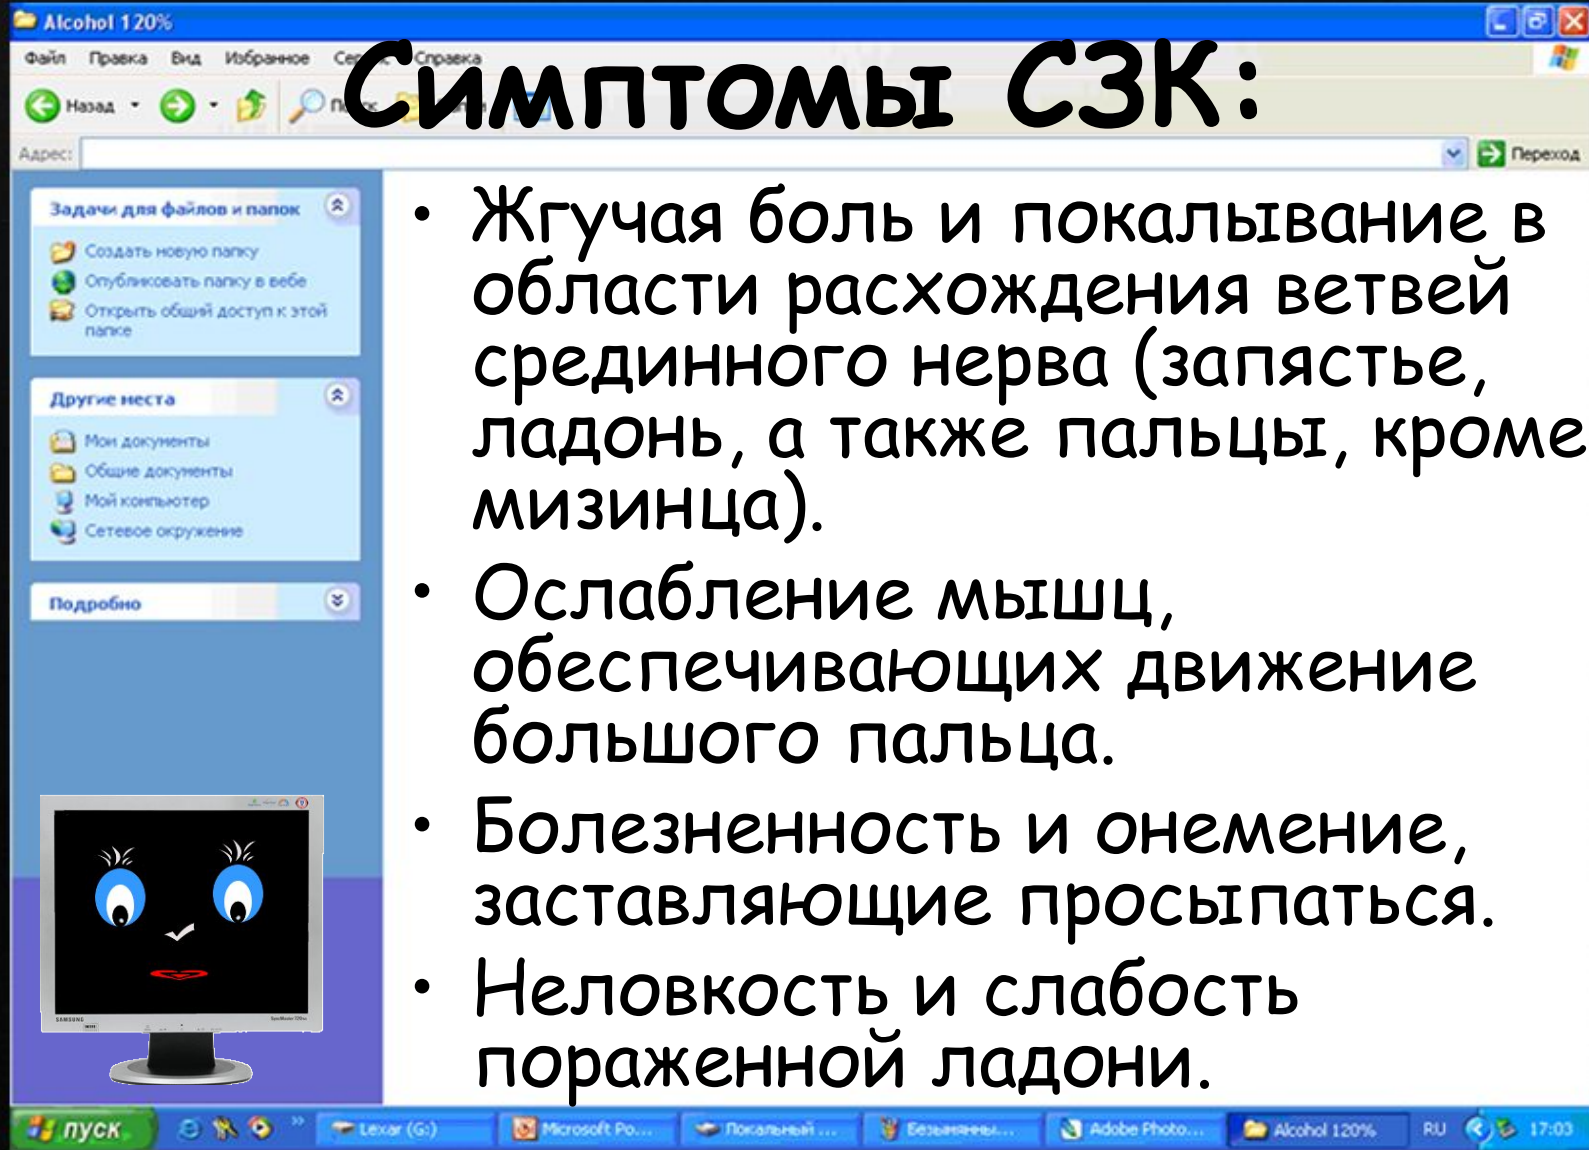 Alcohol 120%
Файл Правка Вид Избранное Справка
Симптомы СЗК:
Назад
Адрес:
Переход
Задачи для файлов и папок
Создать новую папку
Опубликовать папку в вебе
Открыть общий доступ к этой
папке
Другие места
Мои документы
Общие документы
Мой компьютер
Сетевое окружение
Подробно
• Жгучая боль и покалывание в
области расхождения ветвей
срединного нерва (запястье,
ладонь, а также пальцы, кроме
мизинца).
• Ослабление мышц,
обеспечивающих движение
большого пальца.
• Болезненность и онемение,
заставляющие просыпаться.
• Неловкость и слабость
пораженной ладони.
SAMSUNG
пуск
Lexar (G:)
Microsoft Po...
Локальный ...
Безымянны...
Adobe Photo...
Alcohol 120%
RU
17:03